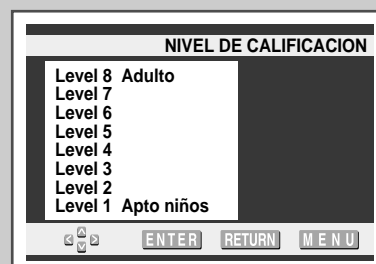 NIVEL DE CALIFICACION
Level 8 Adulto
Level 7
Level 6
Level 5
Level 4
Level 3
Level 2
Level 1 Apto niños
ENTER RETURN MENU